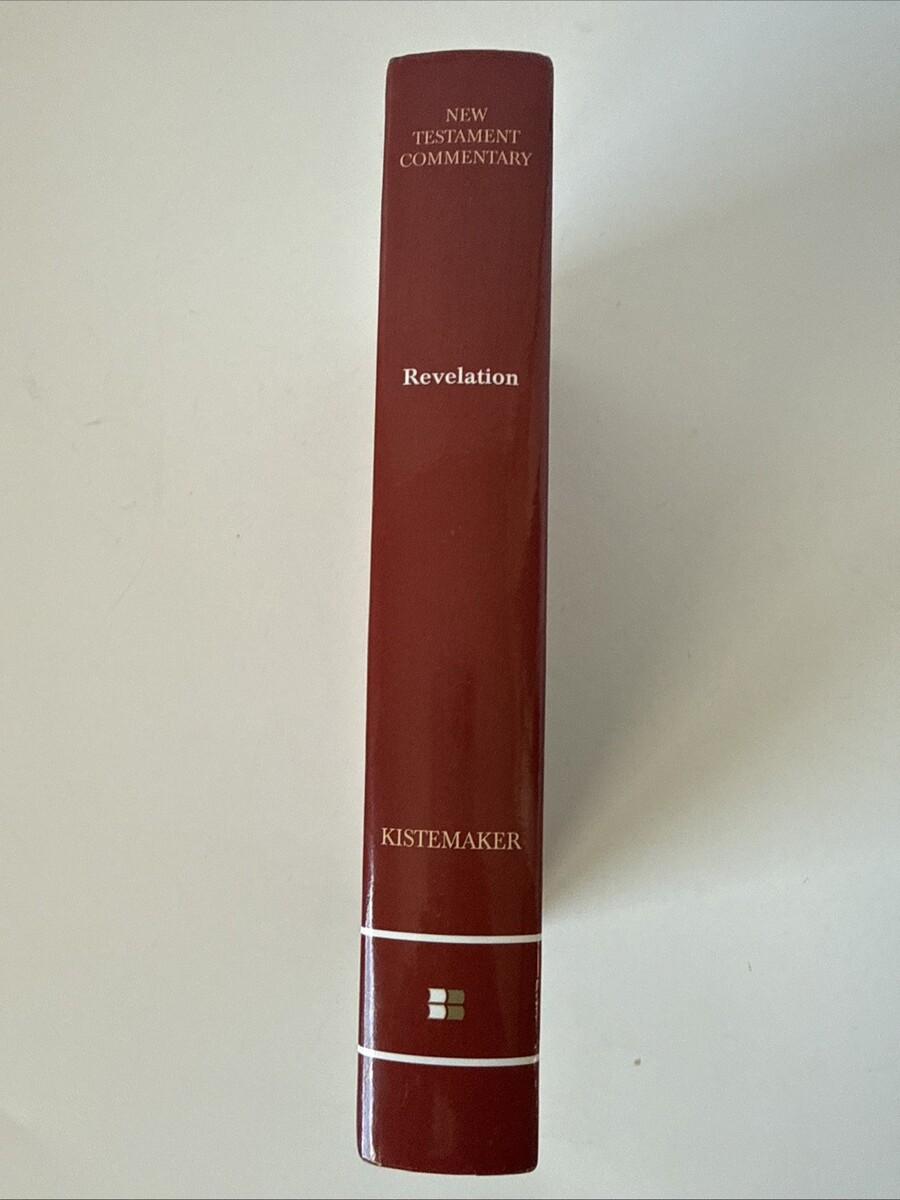 NEW
TESTAMENT
COMMENTARY
Revelation
KISTEMAKER